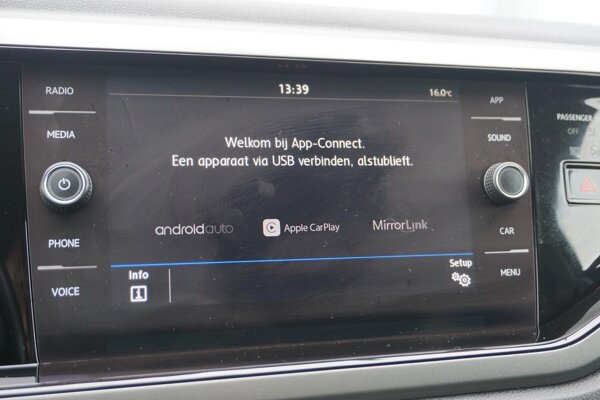 RADIO
MEDIA
PHONE
VOICE
13:39
16.0°C
Welkom bij App-Connect.
Een apparaat via USB verbinden, alstublieft.
androidauto
Apple CarPlay
MirrorLink
Info
Setup
APP
SOUND
CAR
MENU
PASSENGER
OFF